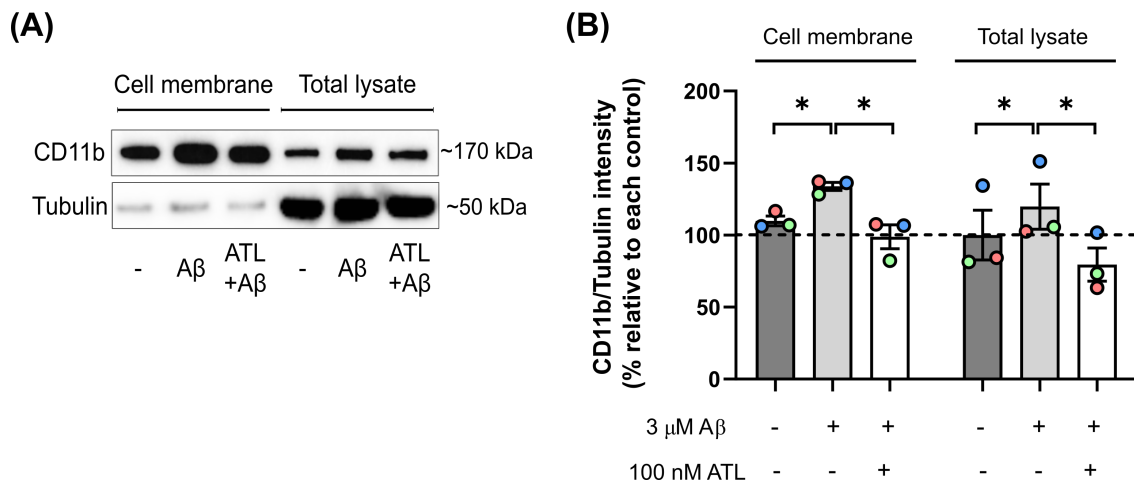 (A)
Cell membrane Total lysate
CD11b ~170 kDa
Tubulin ~50 kDa
- Aβ ATL +Aβ - Aβ ATL +Aβ
(B)
Cell membrane Total lysate
CD11b/Tubulin intensity
(% relative to each control)
200
150
100
50
0
* * * *
3 μM Aβ - + + - + +
100 nM ATL - - + - - +